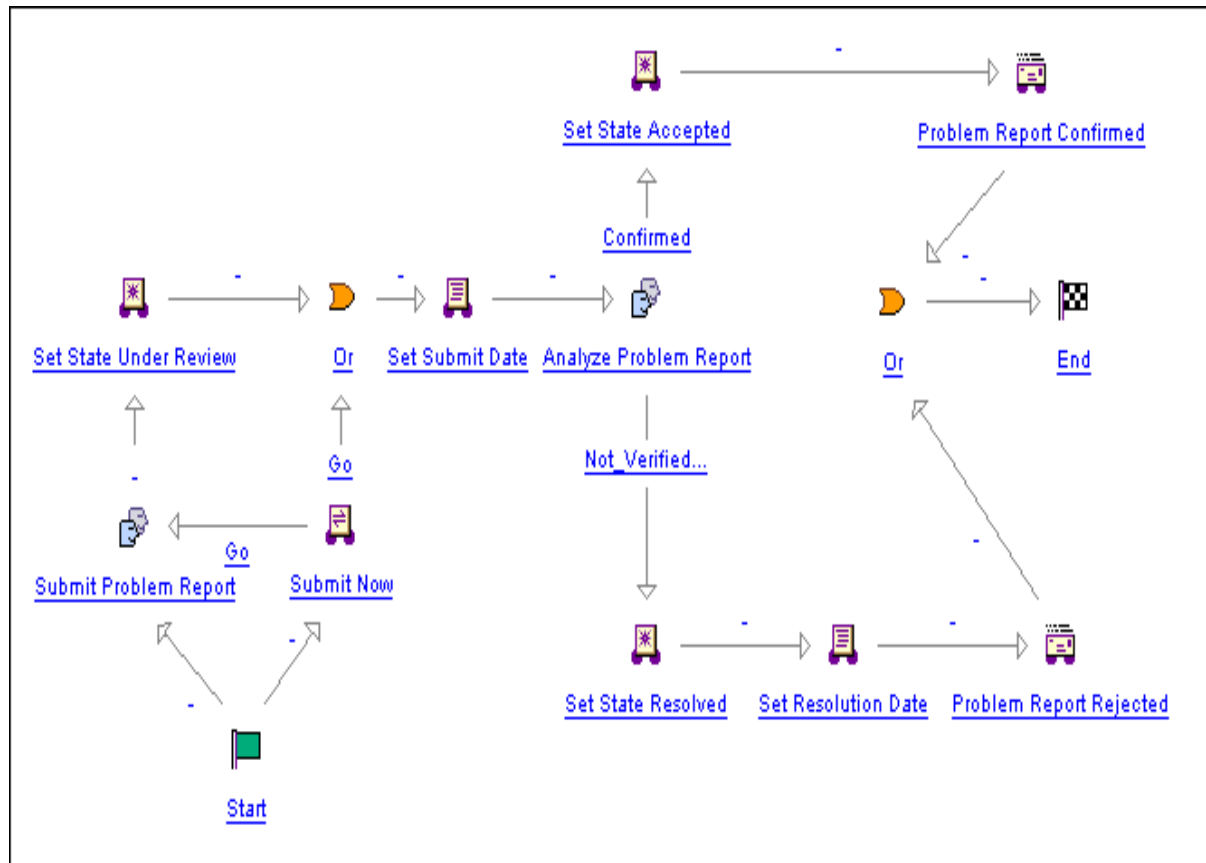 -
Set State Accepted
Problem Report Confirmed
Confirmed
-
-
-
-
-
Set State Under Review
Or
Set Submit Date
Analyze Problem Report
Or
End
Go
Not_Verified...
-
Go
-
Submit Problem Report
Submit Now
-
-
-
-
Set State Resolved
Set Resolution Date
Problem Report Rejected
Start